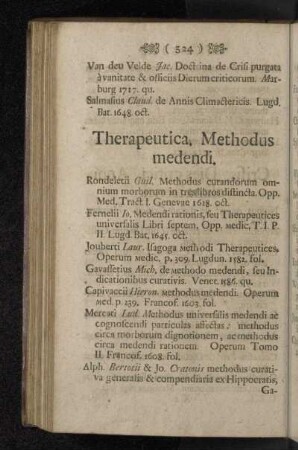 ( 324 )
Van deu Velde Jac. Doctrina de Crisi purgata
à vanitate & officiis Dierum criticorum. Mar-
burg 1717. qu.
Salmasius Claud. de Annis Climactericis. Lugd.
Bat. 1648. oct.
Therapeutica, Methodus
medendi.
Rondeletii Guil. Methodus curandorum om-
nium morborum in tres libros distincta. Opp.
Med. Tract. I. Genevae 1628. oct.
Fernelii Io. Medendi rationis, seu Therapeutices
universalis Libri septem, Opp. Medic. T. I. P.
II. Lugd. Bat. 1645. oct.
Jouberti Laur. Isagoge Methodi Therapeutices.
Operum Medic. p. 309. Lugdun. 1582. fol.
Gavassetius Mich. de Methodo medendi, seu In-
dicationibus curativis. Venet. 1586. qu.
Capivaccii Hieron. Methodus medendi. Operum
Med. p. 139. Francof. 1603. fol.
Mercati Lud. Methodus universalis medendi ac
cognoscendi particulas affectas: methodus
circa morborum dignotionem, ac methodus
circa medendi rationem. Operum Tomo
II. Francof. 1608. fol.
Alph. Bertotii & Jo. Cratonis methodus curati-
va generalis & compendiaria ex Hippocratis,
Ga-